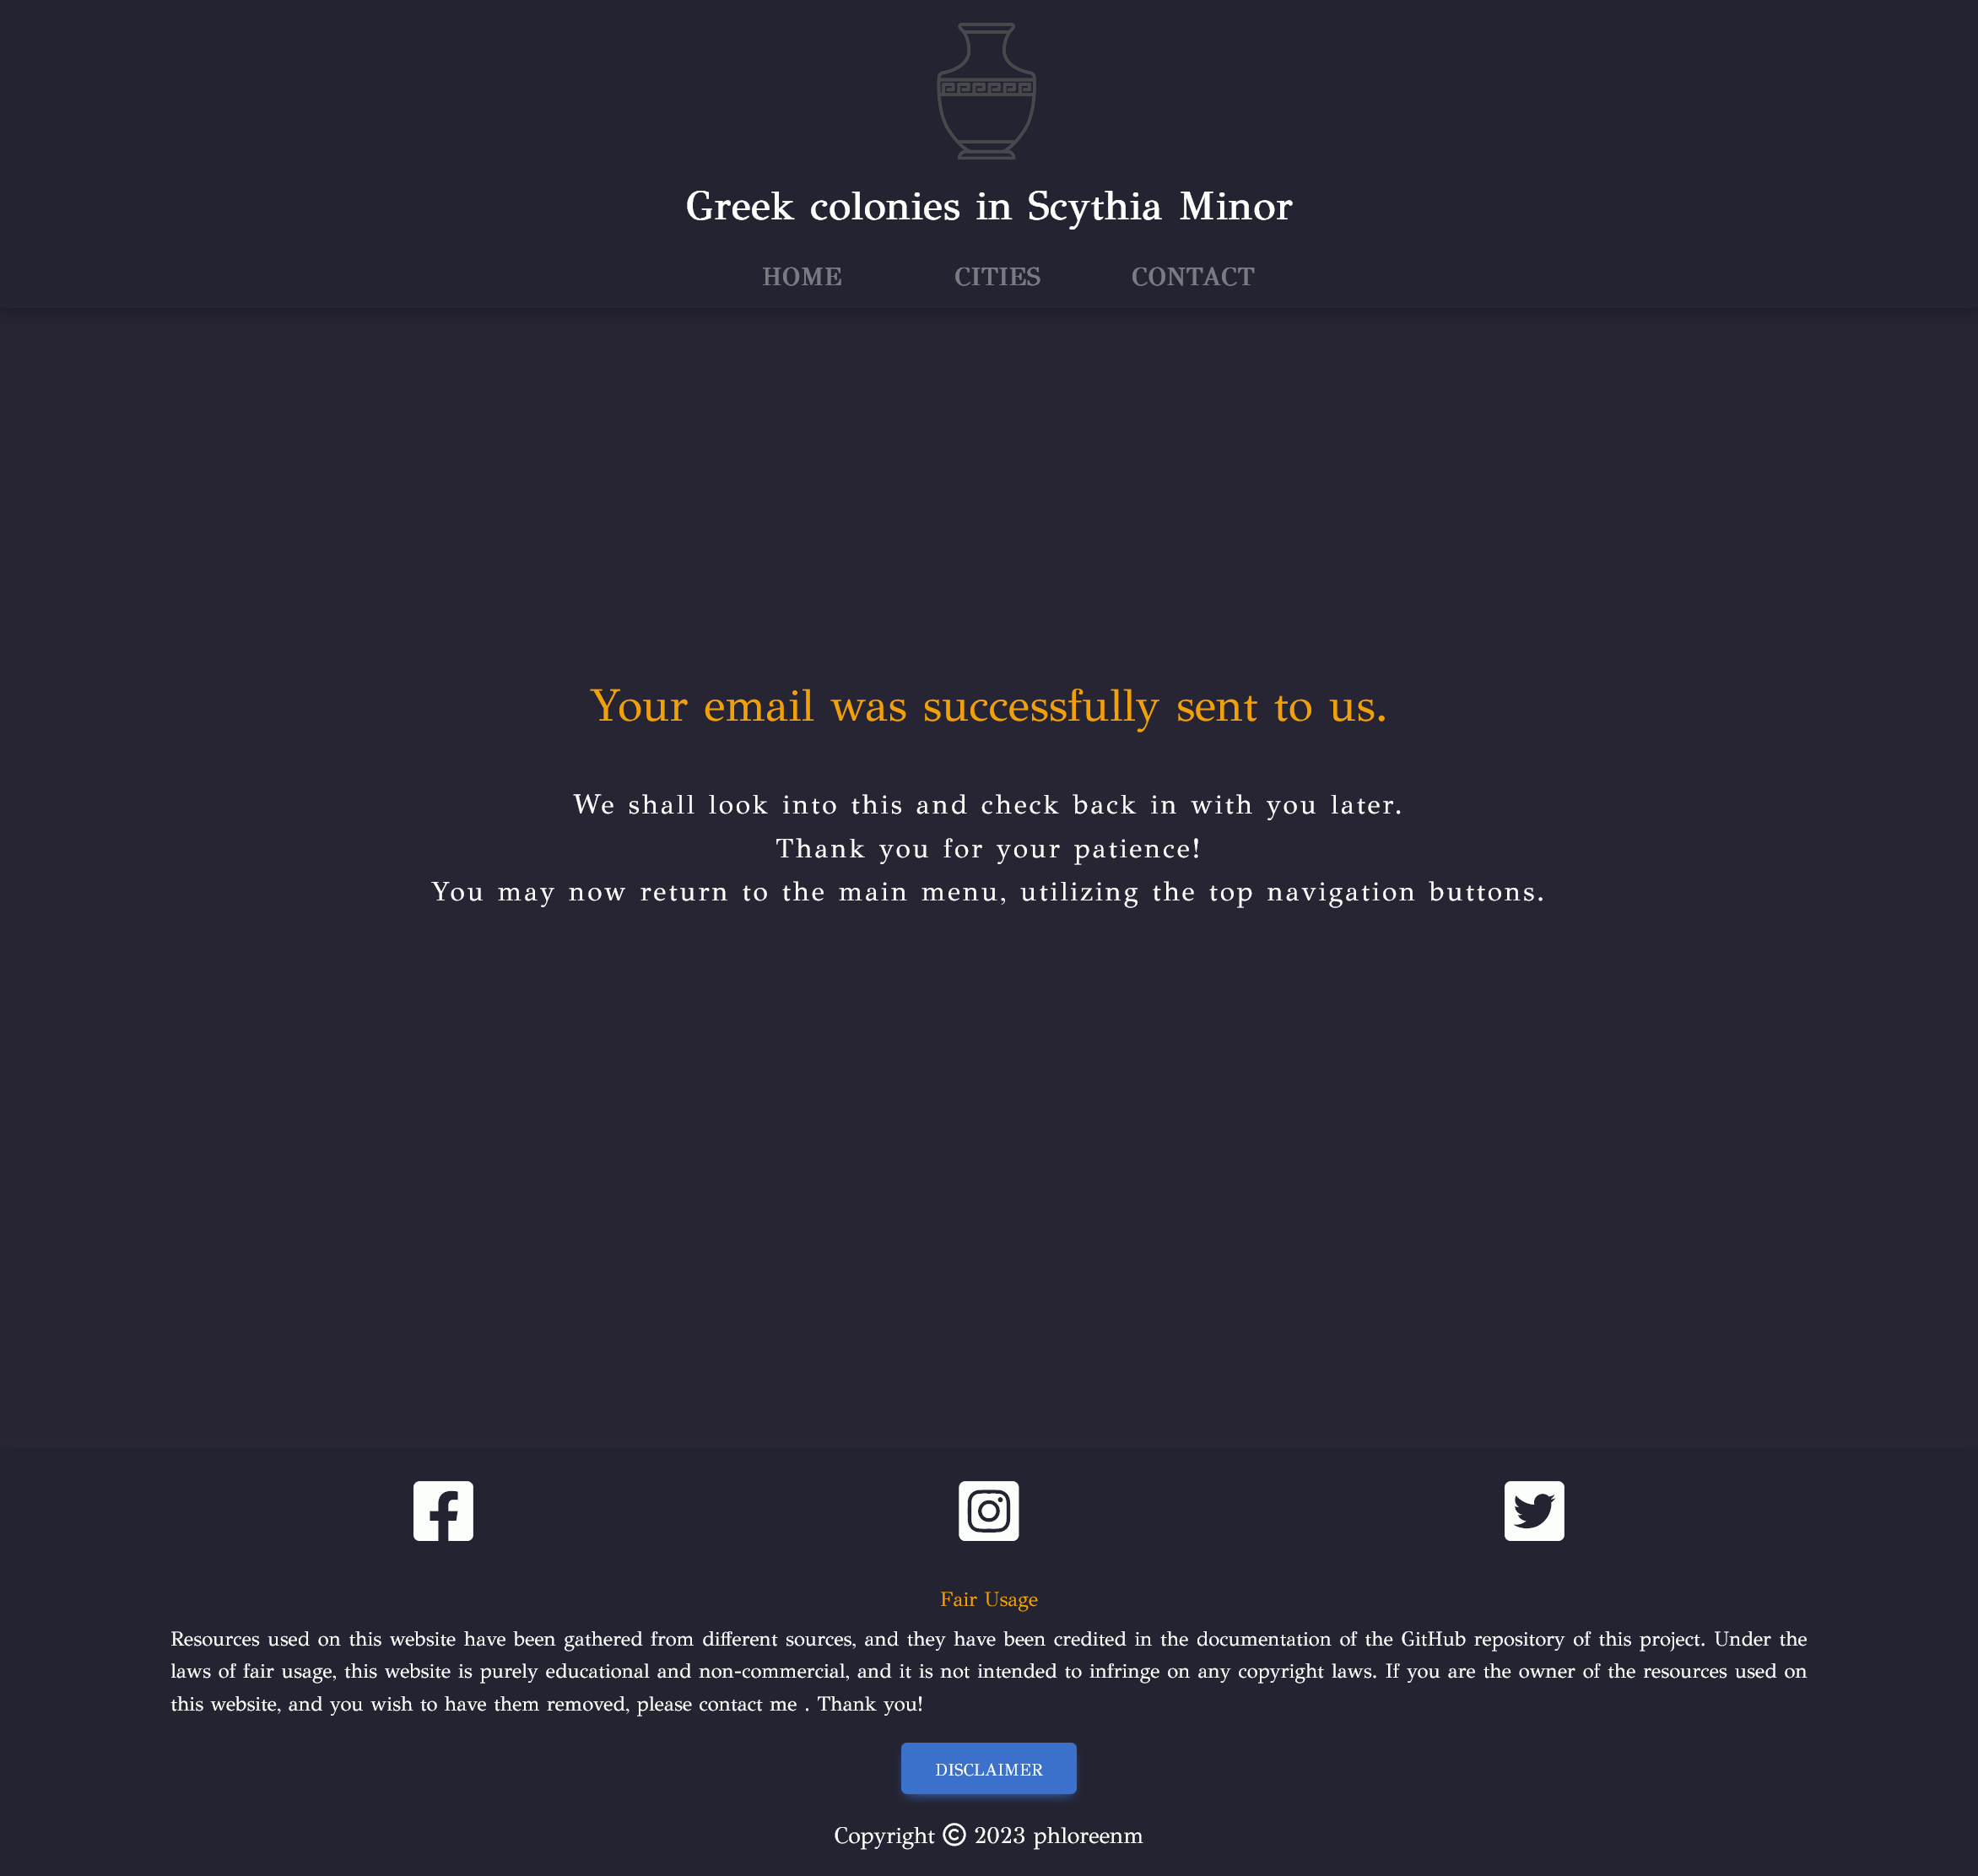 Greek colonies in Scythia Minor
HOME CITIES CONTACT
Your email was successfully sent to us.
We shall look into this and check back in with you later.
Thank you for your patience!
You may now return to the main menu, utilizing the top navigation buttons.
Fair Usage
Resources used on this website have been gathered from different sources, and they have been credited in the documentation of the GitHub repository of this project. Under the
laws of fair usage, this website is purely educational and non-commercial, and it is not intended to infringe on any copyright laws. If you are the owner of the resources used on
this website, and you wish to have them removed, please contact me . Thank you!
DISCLAIMER
Copyright © 2023 phloreenm